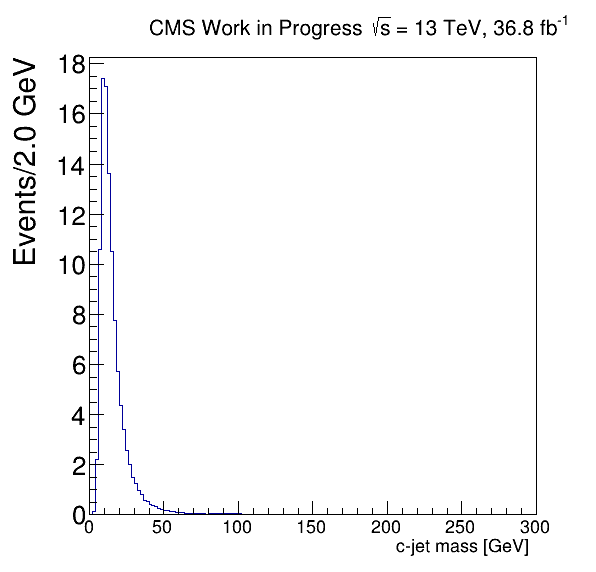 CMS Work in Progress √s = 13 TeV, 36.8 fb⁻¹
Events/2.0 GeV
18
16
14
12
10
8
6
4
2
0
0 50 100 150 200 250 300
c-jet mass [GeV]